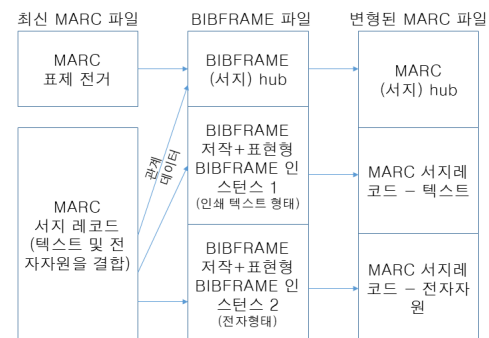 최신 MARC 파일
BIBFRAME 파일
변형된 MARC 파일
MARC
표제 전거
BIBFRAME
(서지) hub
MARC
(서지) hub
관계
데이터
MARC
서지 레코드
(텍스트 및 전
자자원을 결합)
BIBFRAME
저작+표현형
BIBFRAME 인
스턴스 1
(인쇄 텍스트 형태)
MARC 서지레
코드 – 텍스트
BIBFRAME
저작+표현형
BIBFRAME 인
스턴스 2
(전자형태)
MARC 서지레
코드 – 전자자
원